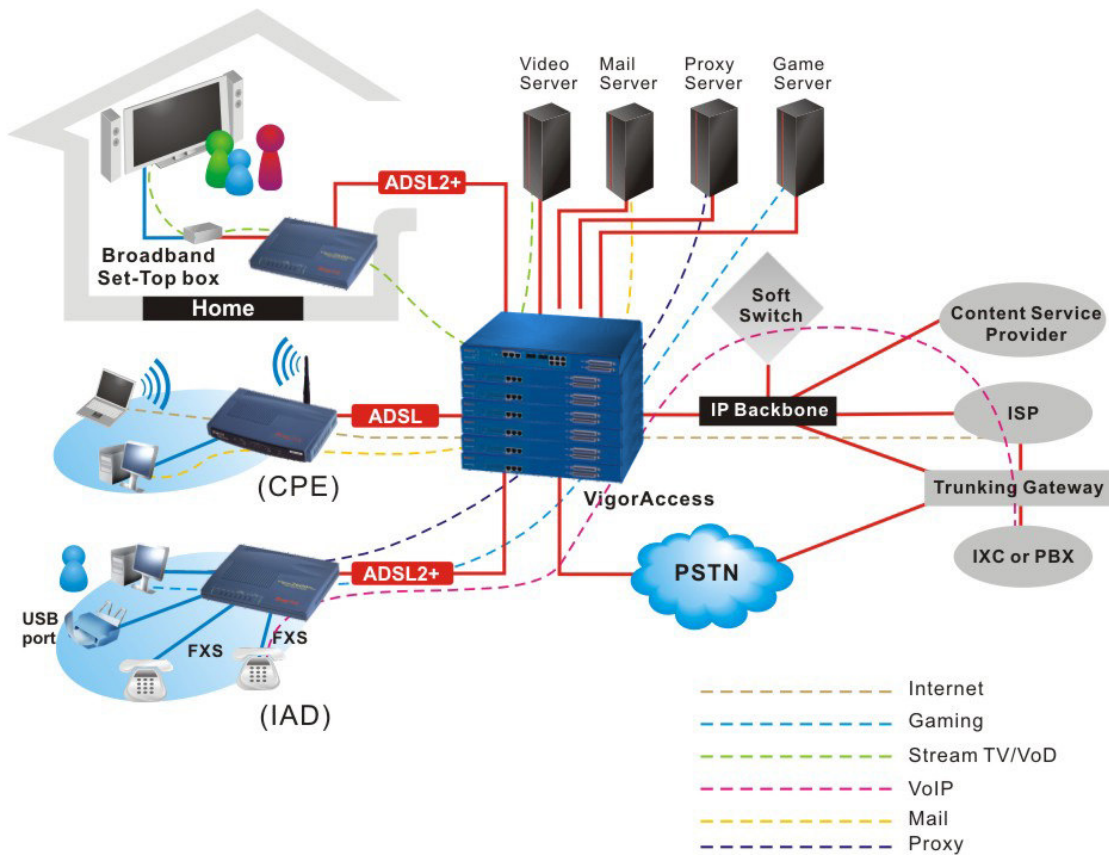 Video
Server
Mail
Server
Proxy
Server
Game
Server
ADSL2+
Broadband
Set-Top box
Home
Soft
Switch
Content Service
Provider
ADSL
IP Backbone
ISP
(CPE)
VigorAccess
Trunking Gateway
PSTN
IXC or PBX
ADSL2+
USB
port
FXS
FXS
(IAD)
Internet
Gaming
Stream TV/VoD
VoIP
Mail
Proxy